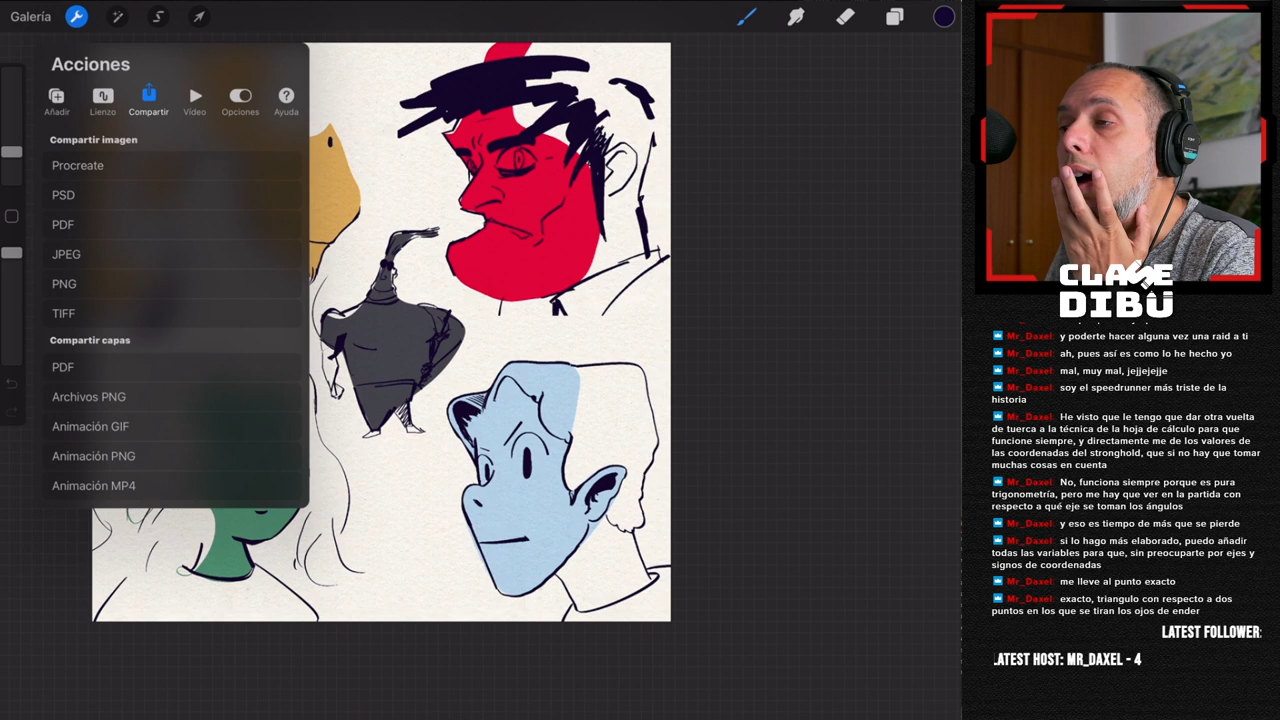 Galería
Acciones
Añadir
Lienzo
Compartir
Vídeo
Opciones
Ayuda
Compartir imagen
Procreate
PSD
PDF
JPEG
PNG
TIFF
Compartir capas
PDF
Archivos PNG
Animación GIF
Animación PNG
Animación MP4
CLASE
DIBU
Mr_Daxel: y poderte hacer alguna vez una raid a ti
Mr_Daxel: ah, pues así es como lo he hecho yo
Mr_Daxel: mal, muy mal, jejjejejje
Mr_Daxel: soy el speedrunner más triste de la
historia
Mr_Daxel: He visto que le tengo que dar otra vuelta
de tuerca a la técnica de la hoja de cálculo para que
funcione siempre, y directamente me de los valores de
las coordenadas del stronghold, que si no hay que tomar
muchas cosas en cuenta
Mr_Daxel: No, funciona siempre porque es pura
trigonometría, pero me hay que ver en la partida con
respecto a qué eje se toman los ángulos
Mr_Daxel: y eso es tiempo de más que se pierde
Mr_Daxel: si lo hago más elaborado, puedo añadir
todas las variables para que, sin preocuparte por ejes y
signos de coordenadas
Mr_Daxel: me lleve al punto exacto
Mr_Daxel: exacto, triangulo con respecto a dos
puntos en los que se tiran los ojos de ender
LATEST FOLLOWER:
LATEST HOST: MR_DAXEL - 4